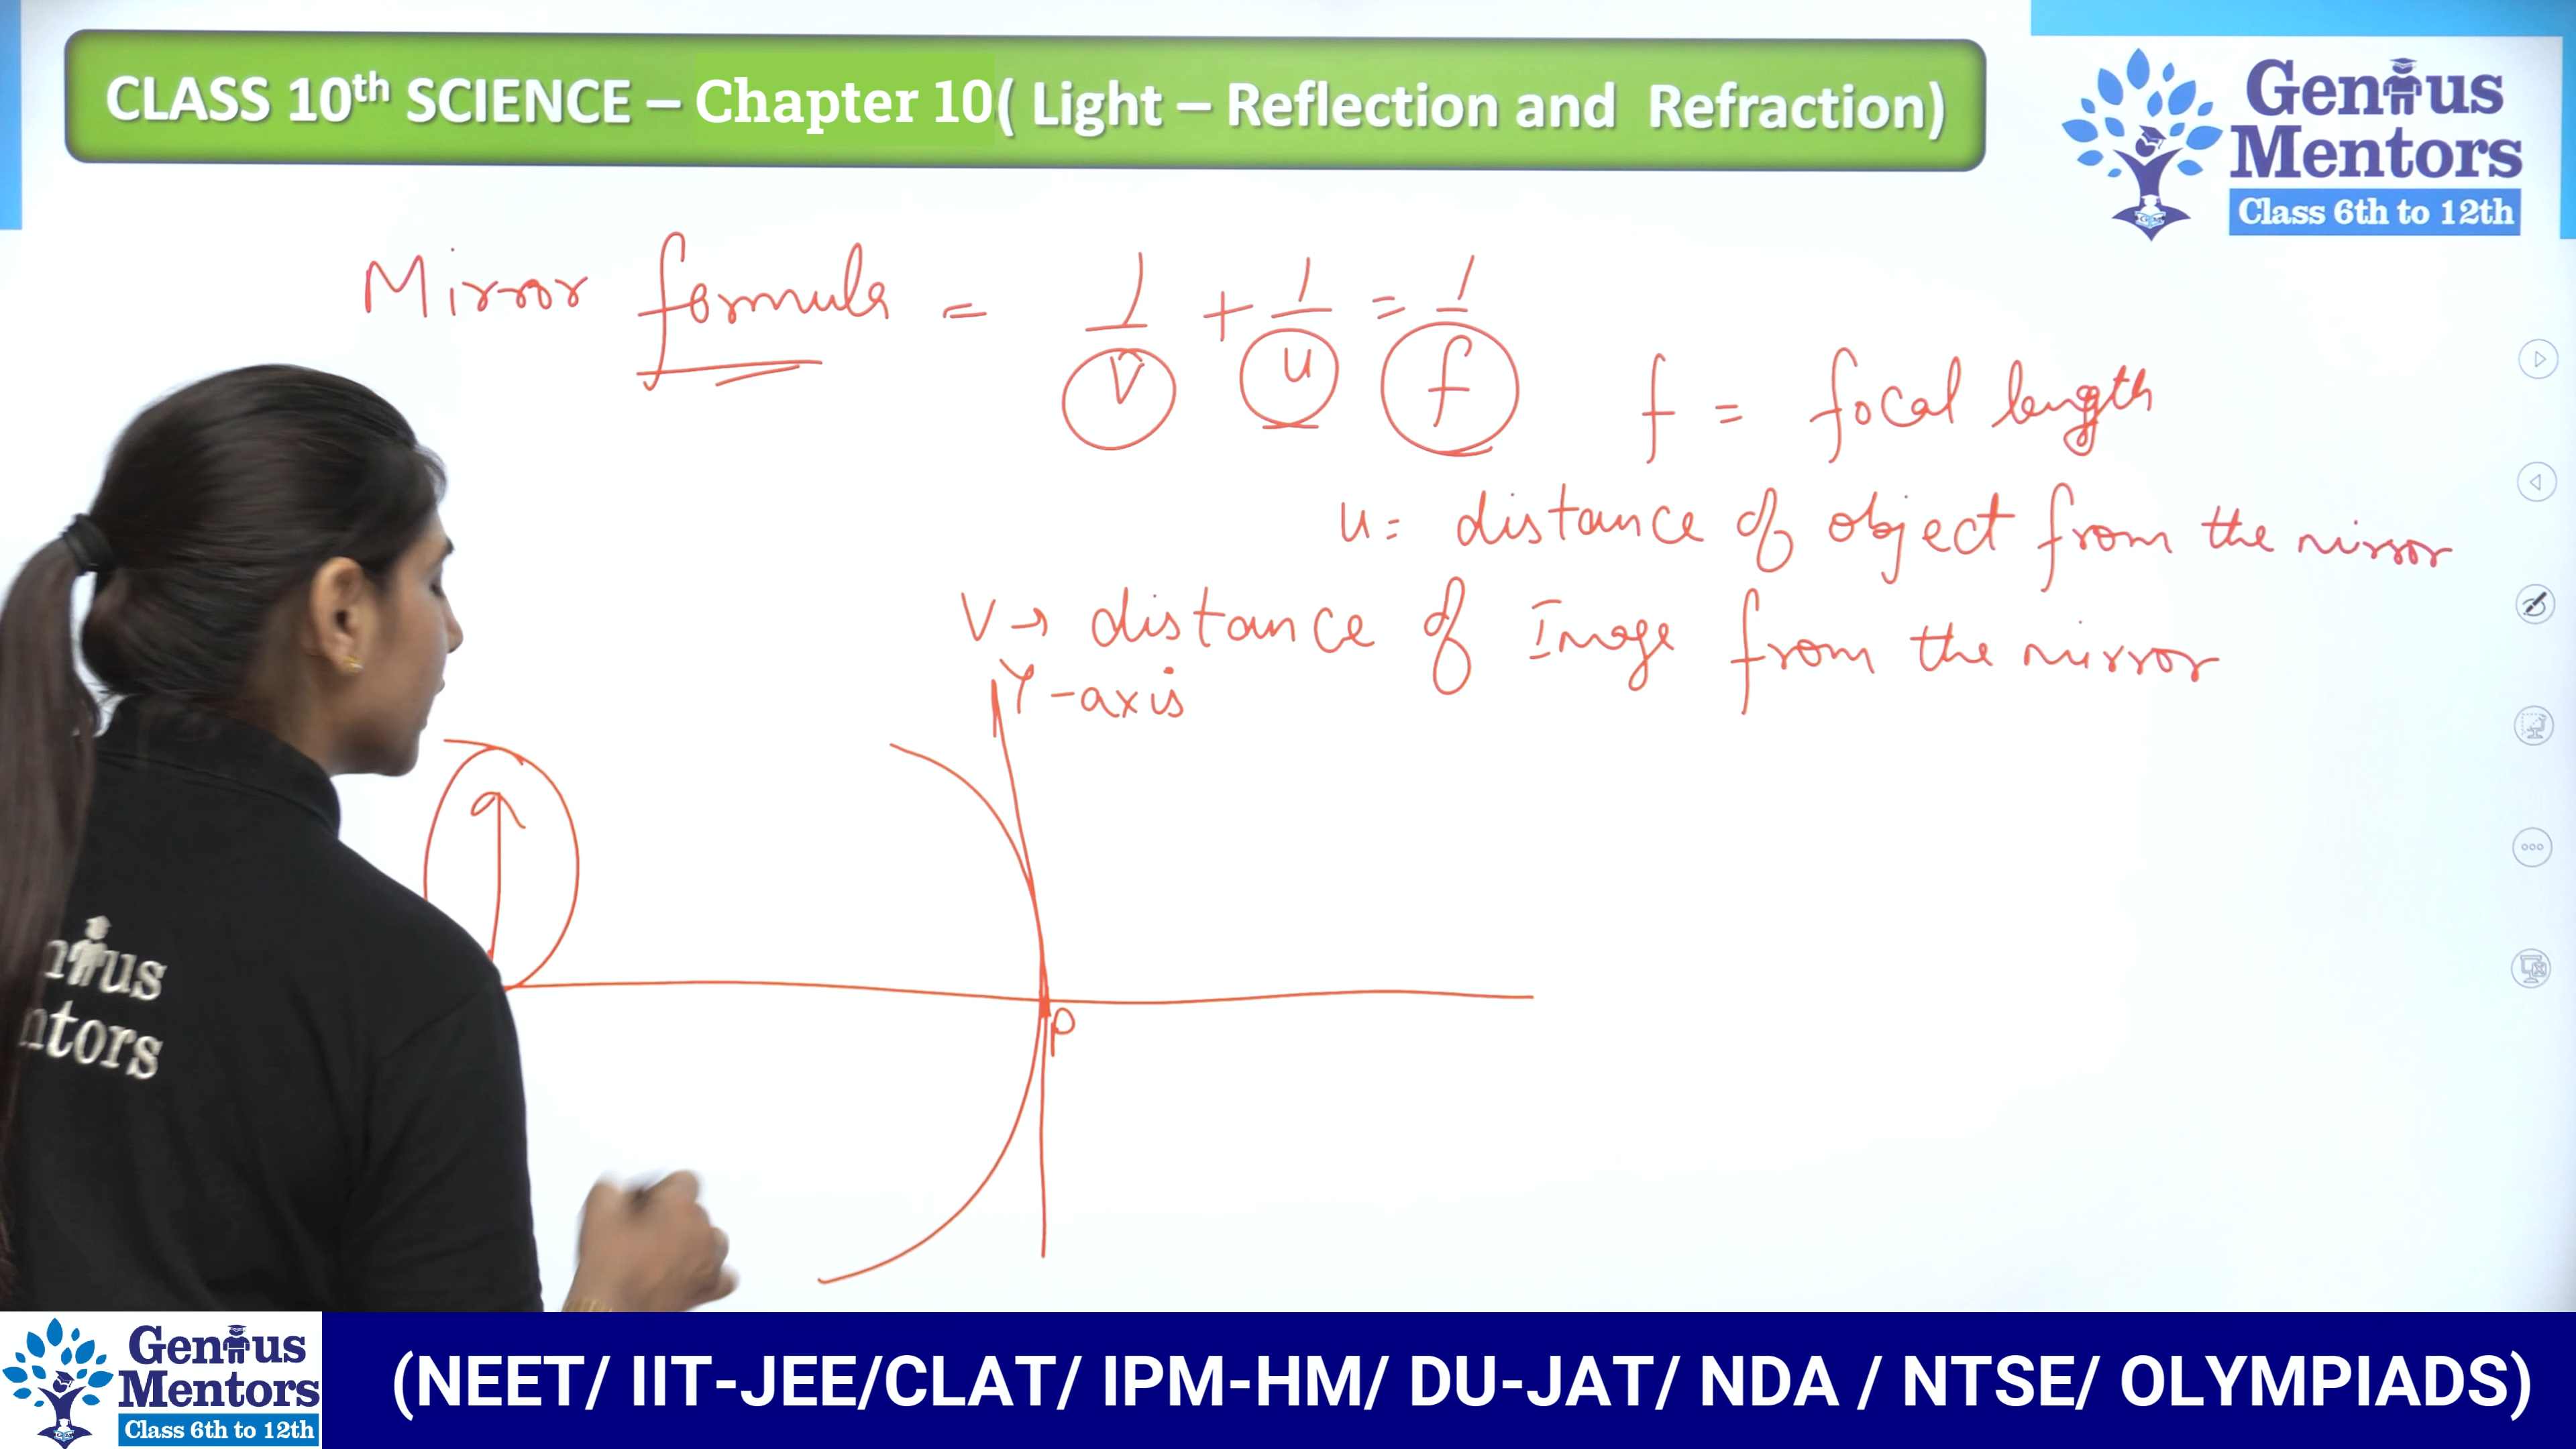 CLASS 10th SCIENCE – Chapter 10( Light – Reflection and Refraction)
Genius
Mentors
Class 6th to 12th
Mirror formula = 1/v + 1/u = 1/f
f = focal length
u = distance of object from the mirror
V → distance of Image from the mirror
Y-axis
P
nius
ntors
Genius
Mentors
Class 6th to 12th
(NEET/ IIT-JEE/CLAT/ IPM-HM/ DU-JAT/ NDA / NTSE/ OLYMPIADS)